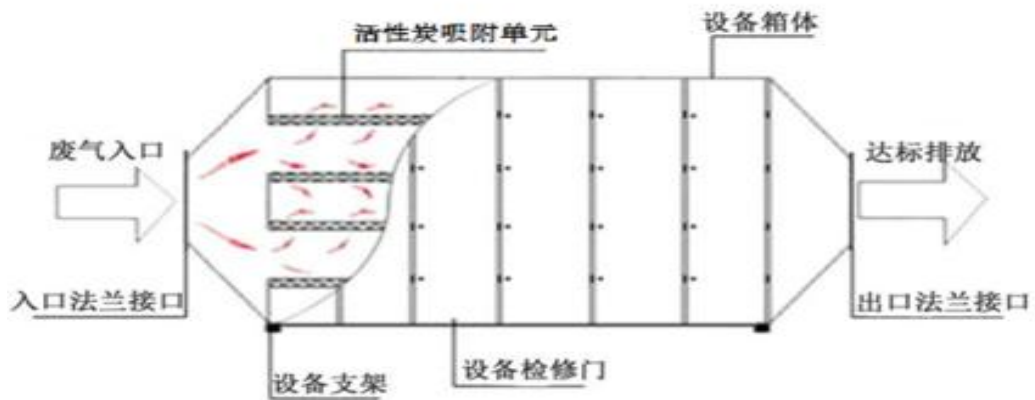 活性炭吸附单元
设备箱体
废气入口
达标排放
入口法兰接口
出口法兰接口
设备支架
设备检修门